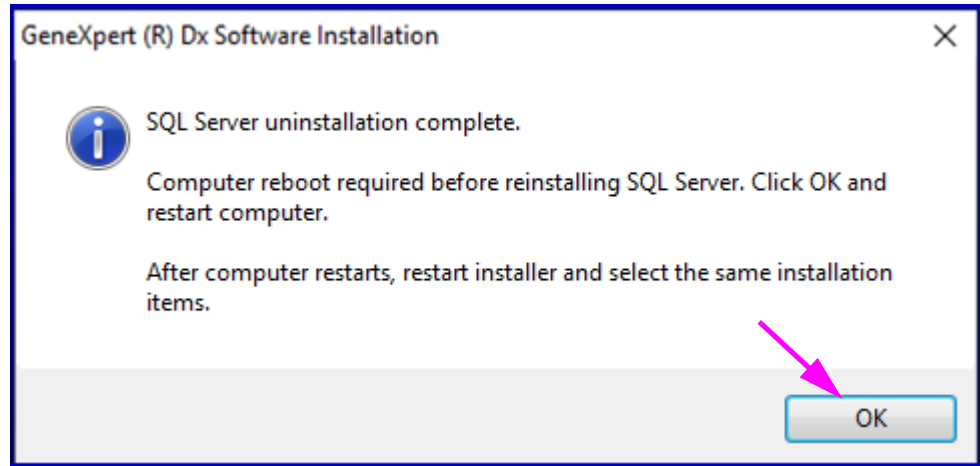 GeneXpert (R) Dx Software Installation
SQL Server uninstallation complete.
Computer reboot required before reinstalling SQL Server. Click OK and
restart computer.
After computer restarts, restart installer and select the same installation
items.
OK